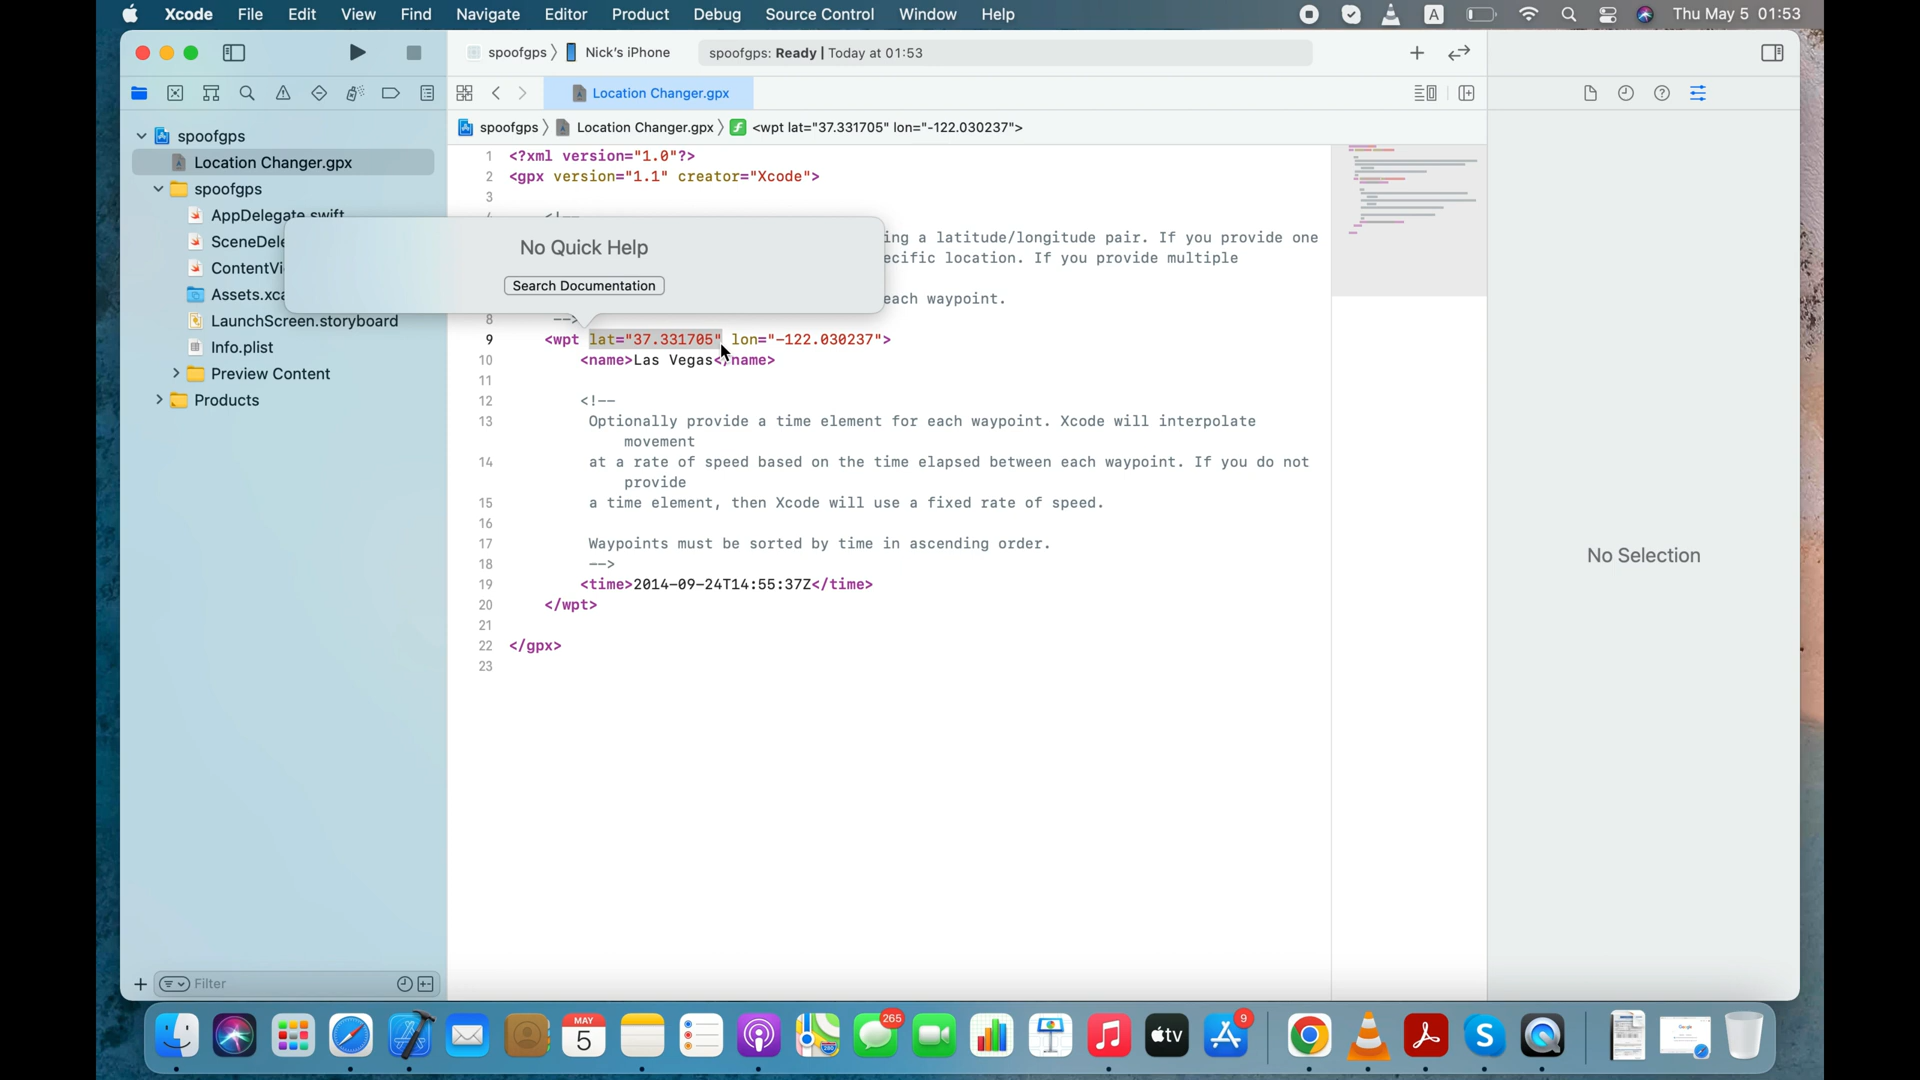 Xcode File Edit View Find Navigate Editor Product Debug Source Control Window Help A Thu May 5 01:53
spoofgps Nick's iPhone spoofgps: Ready | Today at 01:53
Location Changer.gpx
spoofgps Location Changer.gpx <wpt lat="37.331705" lon="-122.030237">
spoofgps
Location Changer.gpx
spoofgps
AppDelegate.swift
SceneDele
ContentVi
Assets.xca
LaunchScreen.storyboard
Info.plist
Preview Content
Products
1 <?xml version="1.0"?>
2 <gpx version="1.1" creator="Xcode">
3
4 <!--
ing a latitude/longitude pair. If you provide one
ecific location. If you provide multiple
each waypoint.
No Quick Help
Search Documentation
8 -->
9 <wpt lat="37.331705" lon="-122.030237">
10 <name>Las Vegas</name>
11
12 <!--
13 Optionally provide a time element for each waypoint. Xcode will interpolate
movement
14 at a rate of speed based on the time elapsed between each waypoint. If you do not
provide
15 a time element, then Xcode will use a fixed rate of speed.
16
17 Waypoints must be sorted by time in ascending order.
18 -->
19 <time>2014-09-24T14:55:37Z</time>
20 </wpt>
21
22 </gpx>
23
No Selection
Filter
MAY
5
265
tv
9